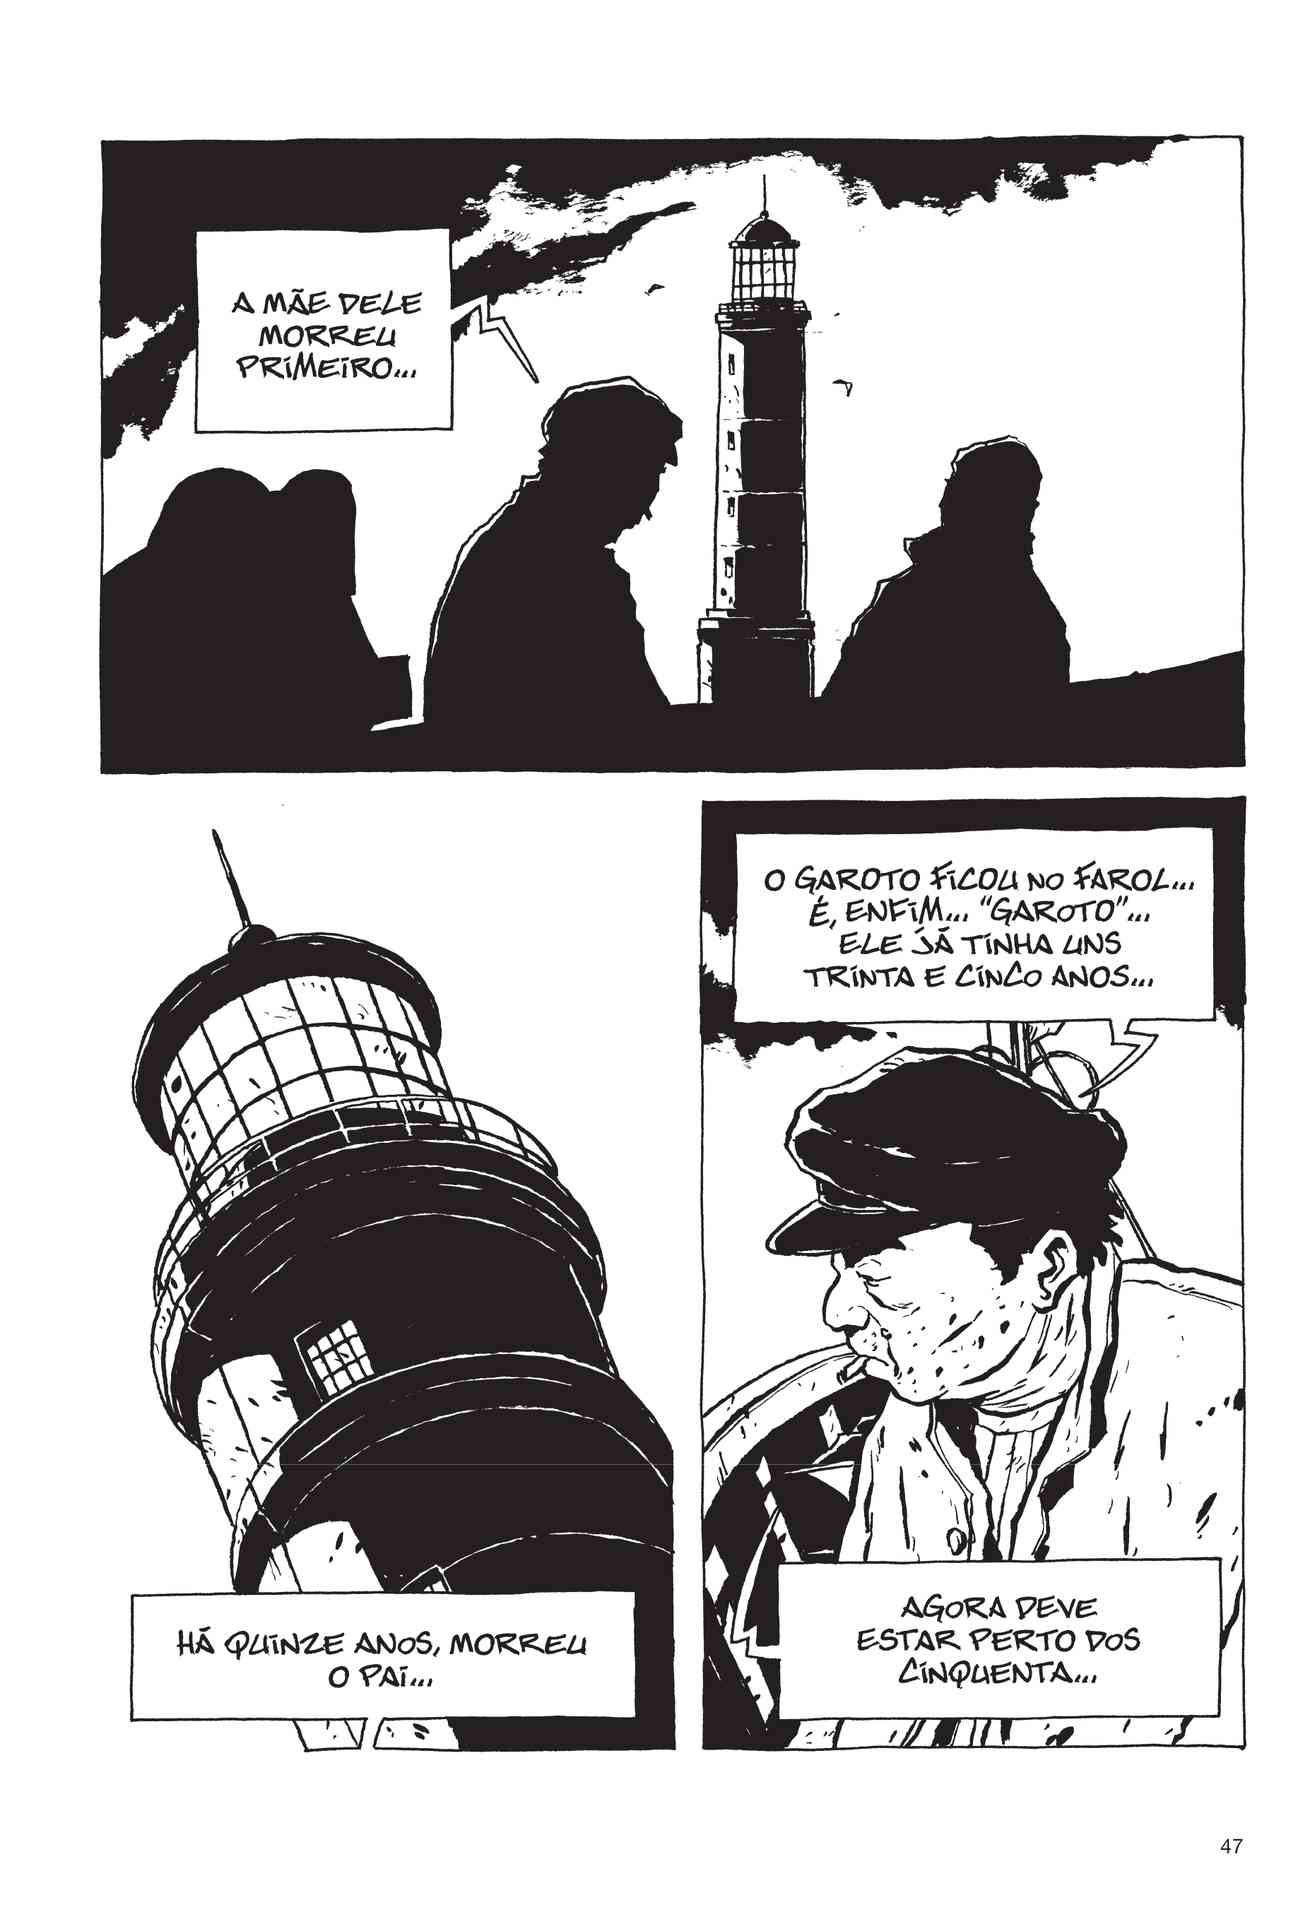 A MÃE DELE
MORREU
PRIMEIRO...
HÁ QUINZE ANOS, MORREU
O PAI...
O GAROTO FICOU NO FAROL...
É, ENFIM... "GAROTO"...
ELE JÁ TINHA UNS
TRINTA E CINCO ANOS...
AGORA DEVE
ESTAR PERTO DOS
CINQUENTA...
47